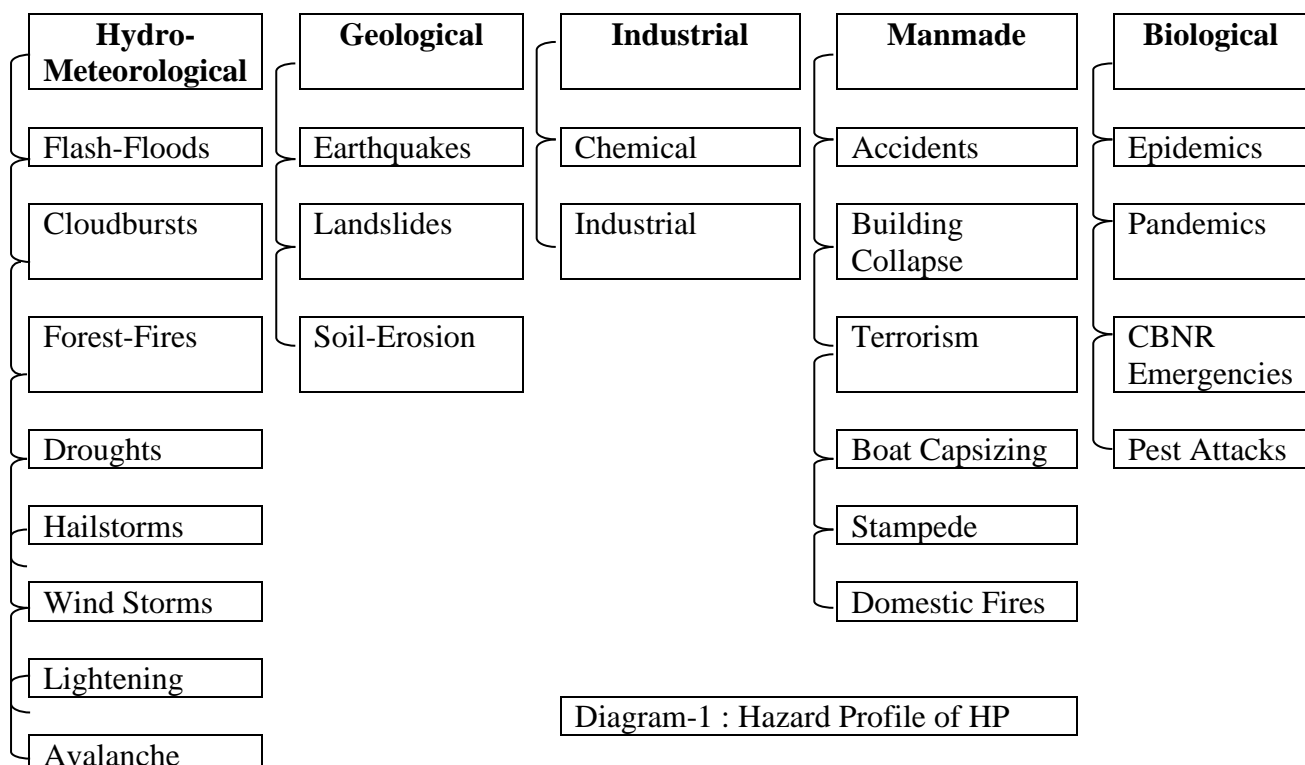 Hydro-
Meteorological
Flash-Floods
Cloudbursts
Forest-Fires
Droughts
Hailstorms
Wind Storms
Lightening
Avalanche
Geological
Earthquakes
Landslides
Soil-Erosion
Industrial
Chemical
Industrial
Manmade
Accidents
Building
Collapse
Terrorism
Boat Capsizing
Stampede
Domestic Fires
Biological
Epidemics
Pandemics
CBNR
Emergencies
Pest Attacks
Diagram-1 : Hazard Profile of HP